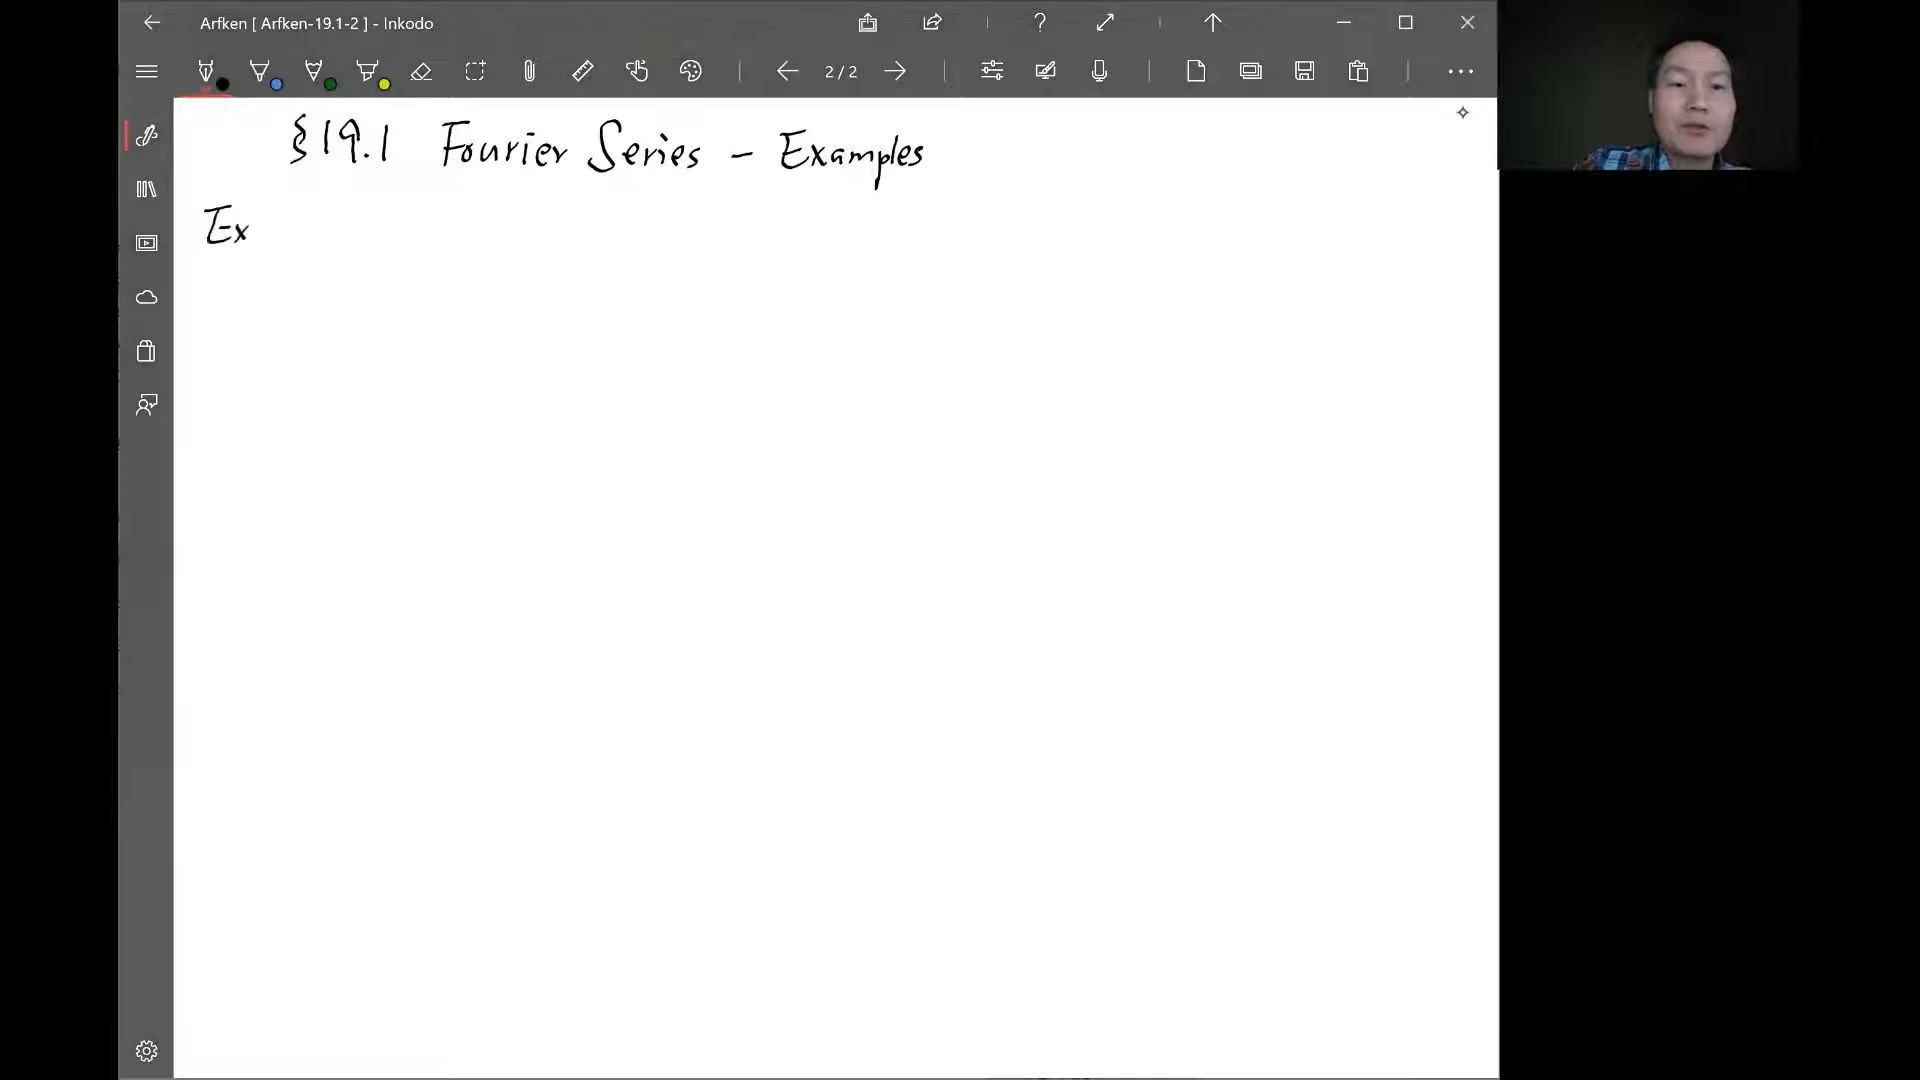 Arfken [ Arfken-19.1-2 ] - Inkodo
2 / 2
§19.1 Fourier Series - Examples
Ex